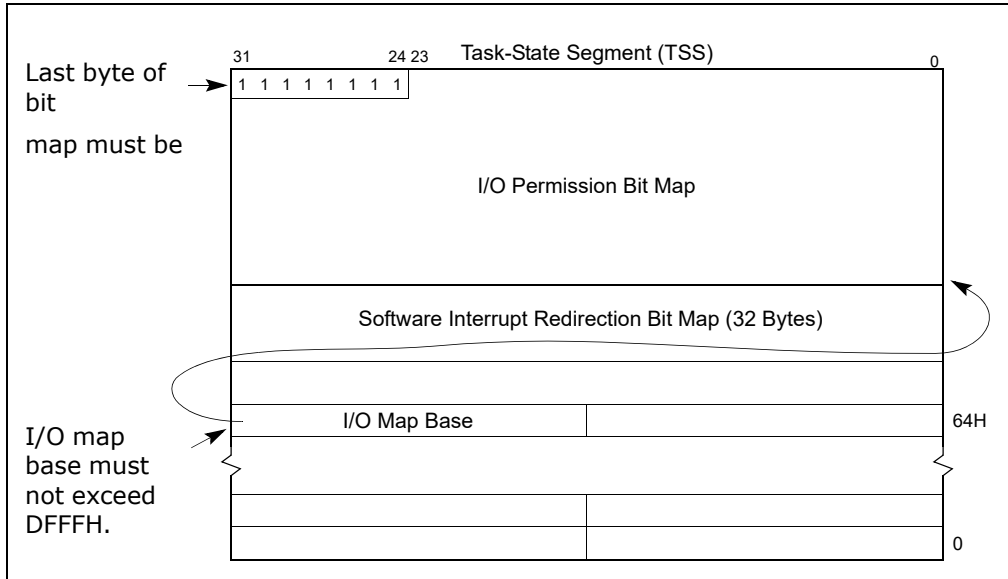 Task-State Segment (TSS)
31 24 23 0
Last byte of
bit
map must be
1 1 1 1 1 1 1 1
I/O Permission Bit Map
Software Interrupt Redirection Bit Map (32 Bytes)
I/O Map Base
64H
I/O map
base must
not exceed
DFFFH.
0